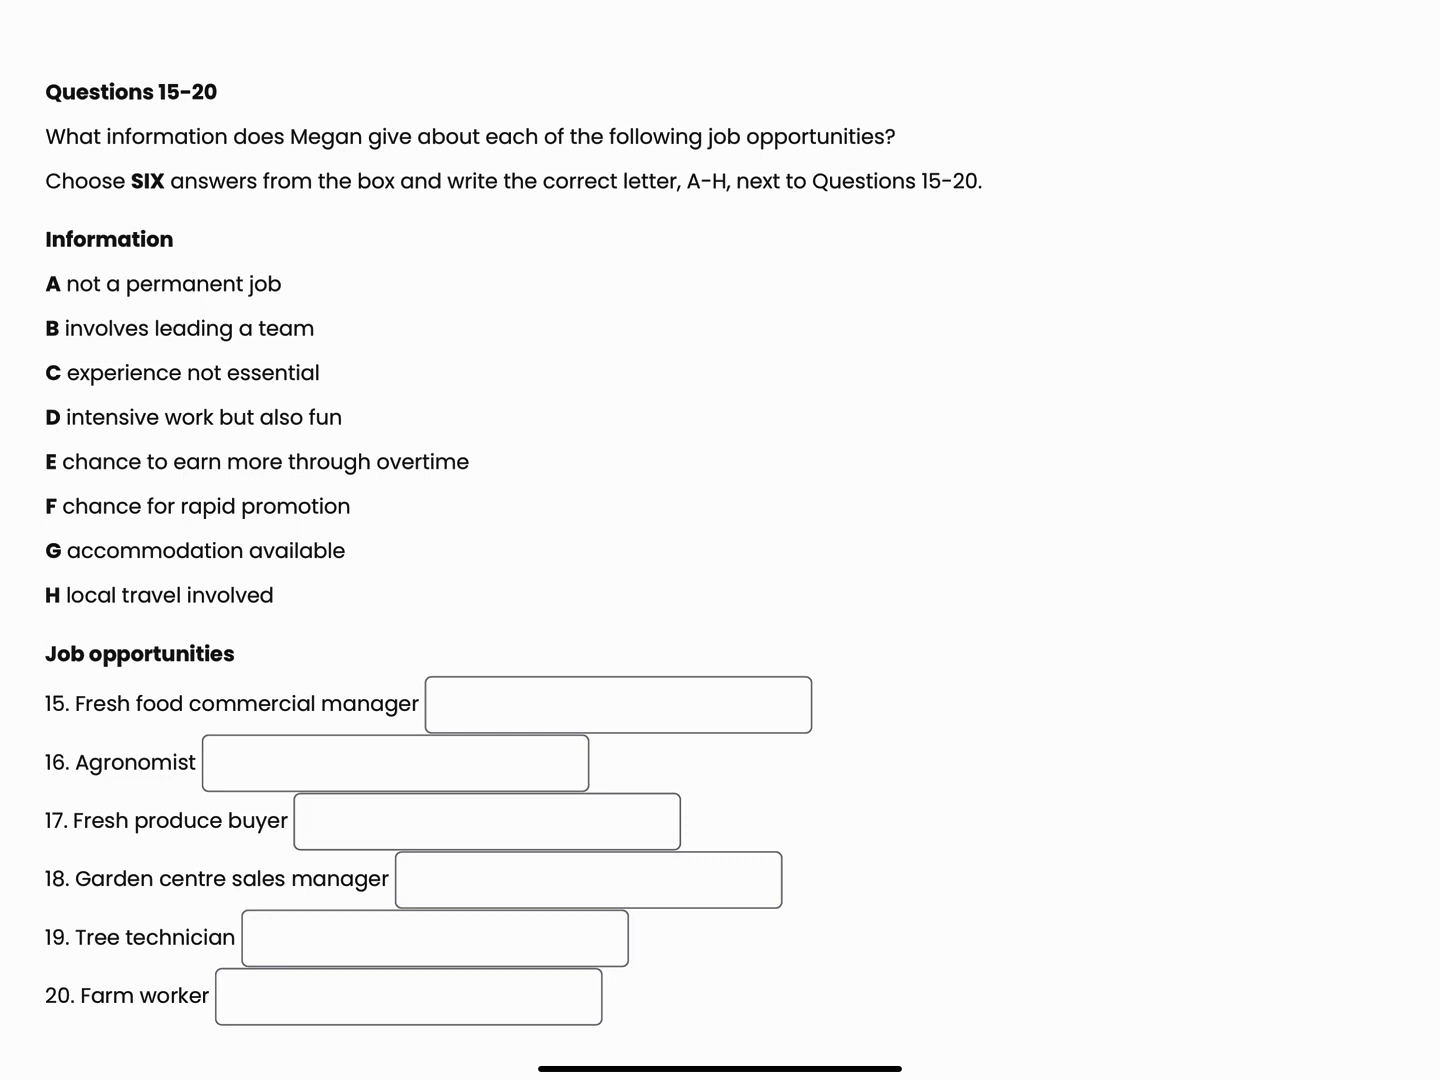 Questions 15-20
What information does Megan give about each of the following job opportunities?
Choose SIX answers from the box and write the correct letter, A-H, next to Questions 15-20.
Information
A not a permanent job
B involves leading a team
C experience not essential
D intensive work but also fun
E chance to earn more through overtime
F chance for rapid promotion
G accommodation available
H local travel involved
Job opportunities
15. Fresh food commercial manager
16. Agronomist
17. Fresh produce buyer
18. Garden centre sales manager
19. Tree technician
20. Farm worker